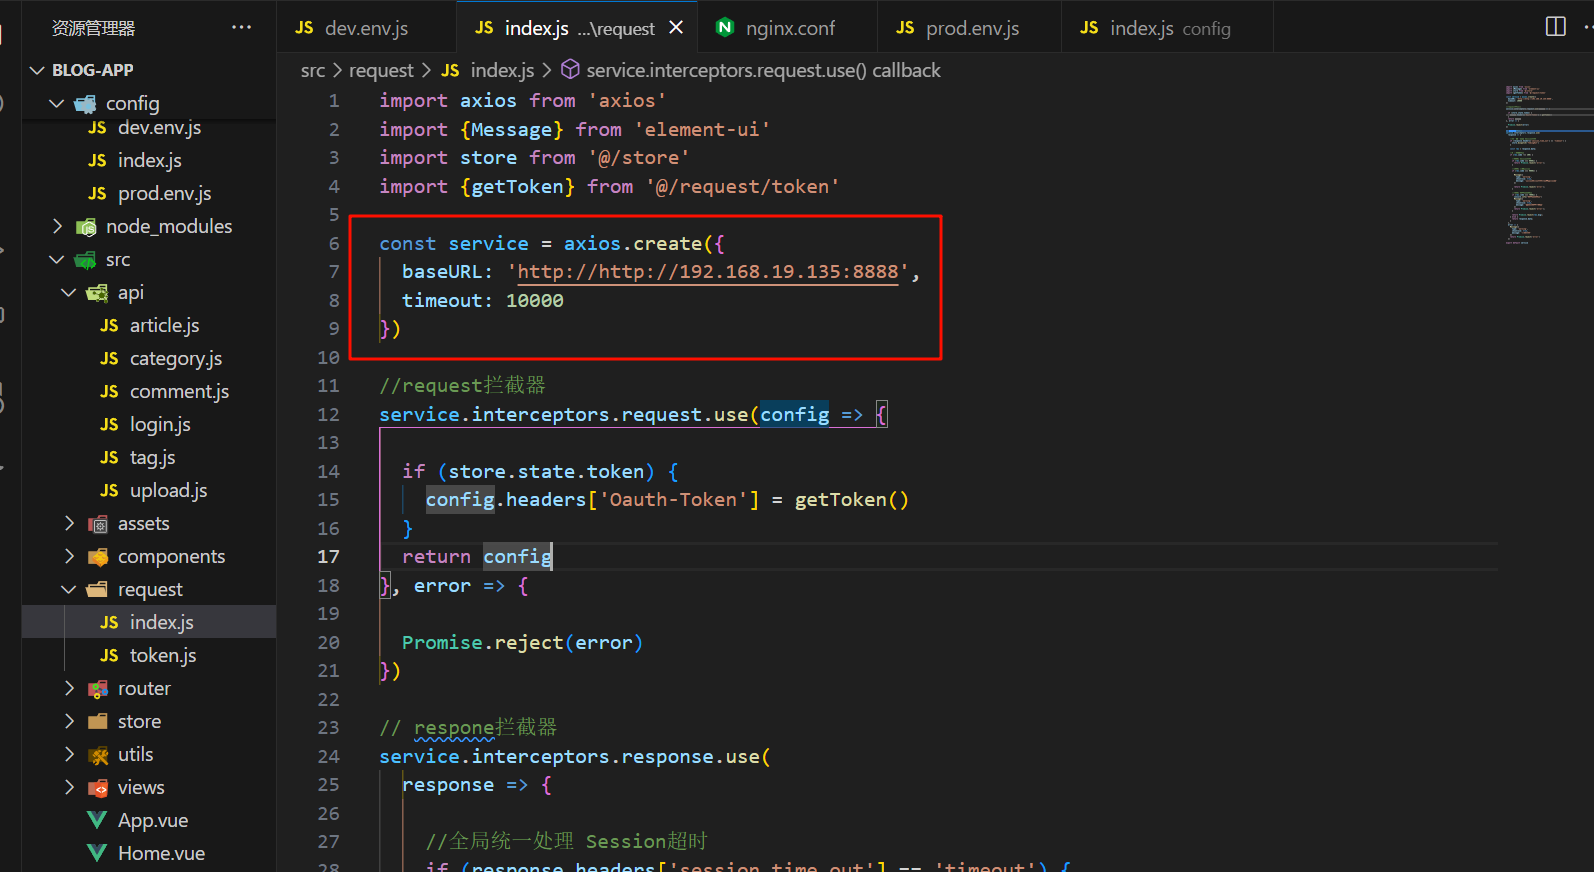 资源管理器 ···
JS dev.env.js
JS index.js ...\request
nginx.conf
JS prod.env.js
JS index.js config
BLOG-APP
config
JS dev.env.js
JS index.js
JS prod.env.js
node_modules
src
api
JS article.js
JS category.js
JS comment.js
JS login.js
JS tag.js
JS upload.js
assets
components
request
JS index.js
JS token.js
router
store
utils
views
App.vue
Home.vue
src > request > JS index.js > service.interceptors.request.use() callback
1 import axios from 'axios'
2 import {Message} from 'element-ui'
3 import store from '@/store'
4 import {getToken} from '@/request/token'
5
6 const service = axios.create({
7 baseURL: 'http://http://192.168.19.135:8888',
8 timeout: 10000
9 })
10
11 //request拦截器
12 service.interceptors.request.use(config => {
13
14 if (store.state.token) {
15 config.headers['Oauth-Token'] = getToken()
16 }
17 return config
18 }, error => {
19
20 Promise.reject(error)
21 })
22
23 // respone拦截器
24 service.interceptors.response.use(
25 response => {
26
27 //全局统一处理 Session超时
28 if (response.headers['session_time_out'] == 'timeout') {